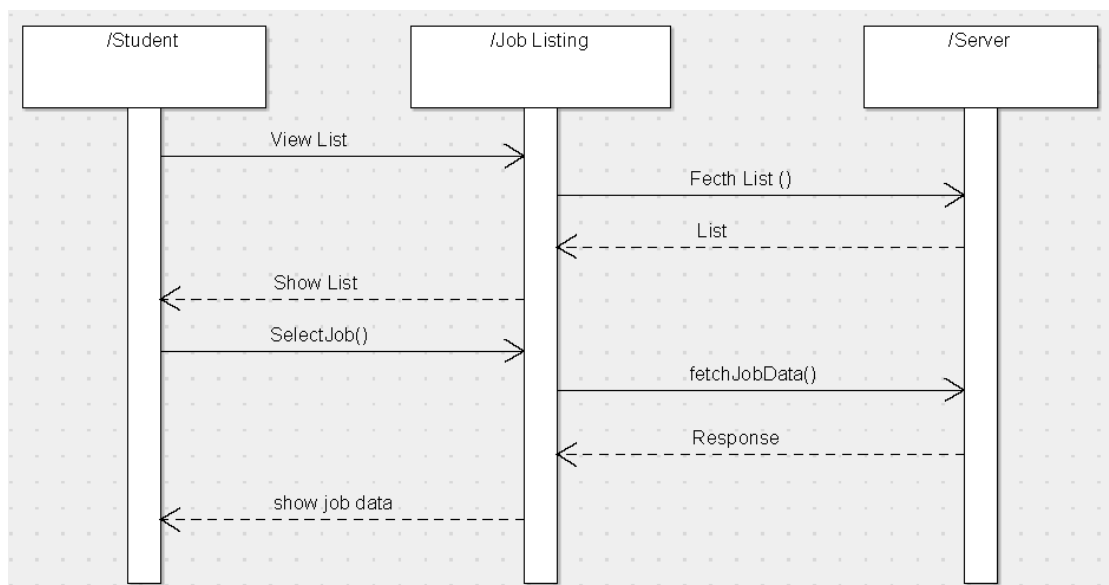 /Student
/Job Listing
/Server
View List
Fecth List ()
List
Show List
SelectJob()
fetchJobData()
Response
show job data